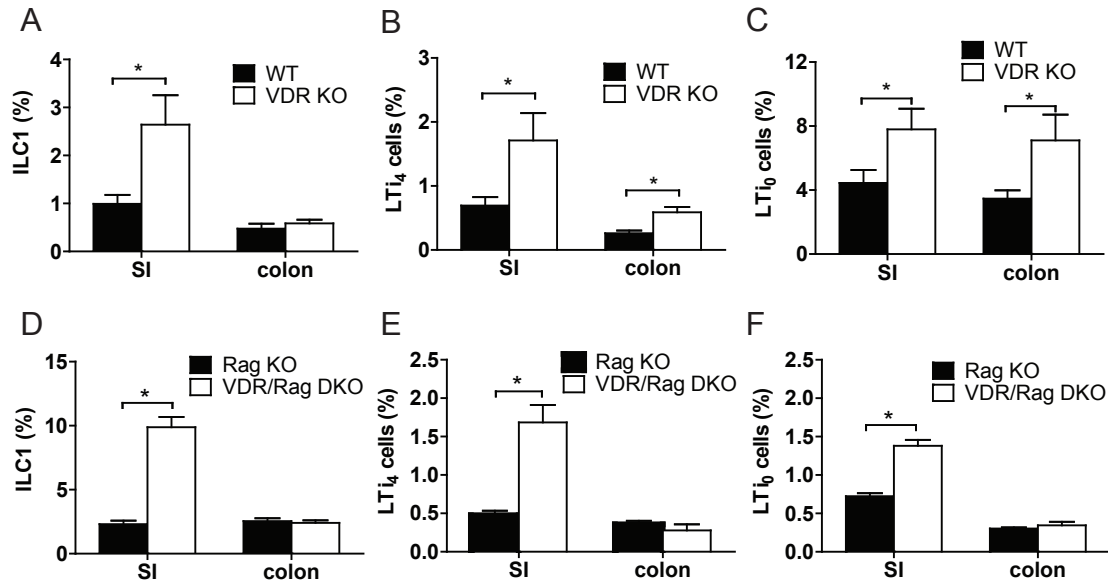 A
ILC1 (%)
4
3
2
1
0
*
WT
VDR KO
SI
colon
B
LTi4 cells (%)
3
2
1
0
*
*
WT
VDR KO
SI
colon
C
LTi0 cells (%)
12
8
4
0
*
*
WT
VDR KO
SI
colon
D
ILC1 (%)
15
10
5
0
*
Rag KO
VDR/Rag DKO
SI
colon
E
LTi4 cells (%)
2.5
2.0
1.5
1.0
0.5
0.0
*
Rag KO
VDR/Rag DKO
SI
colon
F
LTi0 cells (%)
2.5
2.0
1.5
1.0
0.5
0.0
*
Rag KO
VDR/Rag DKO
SI
colon